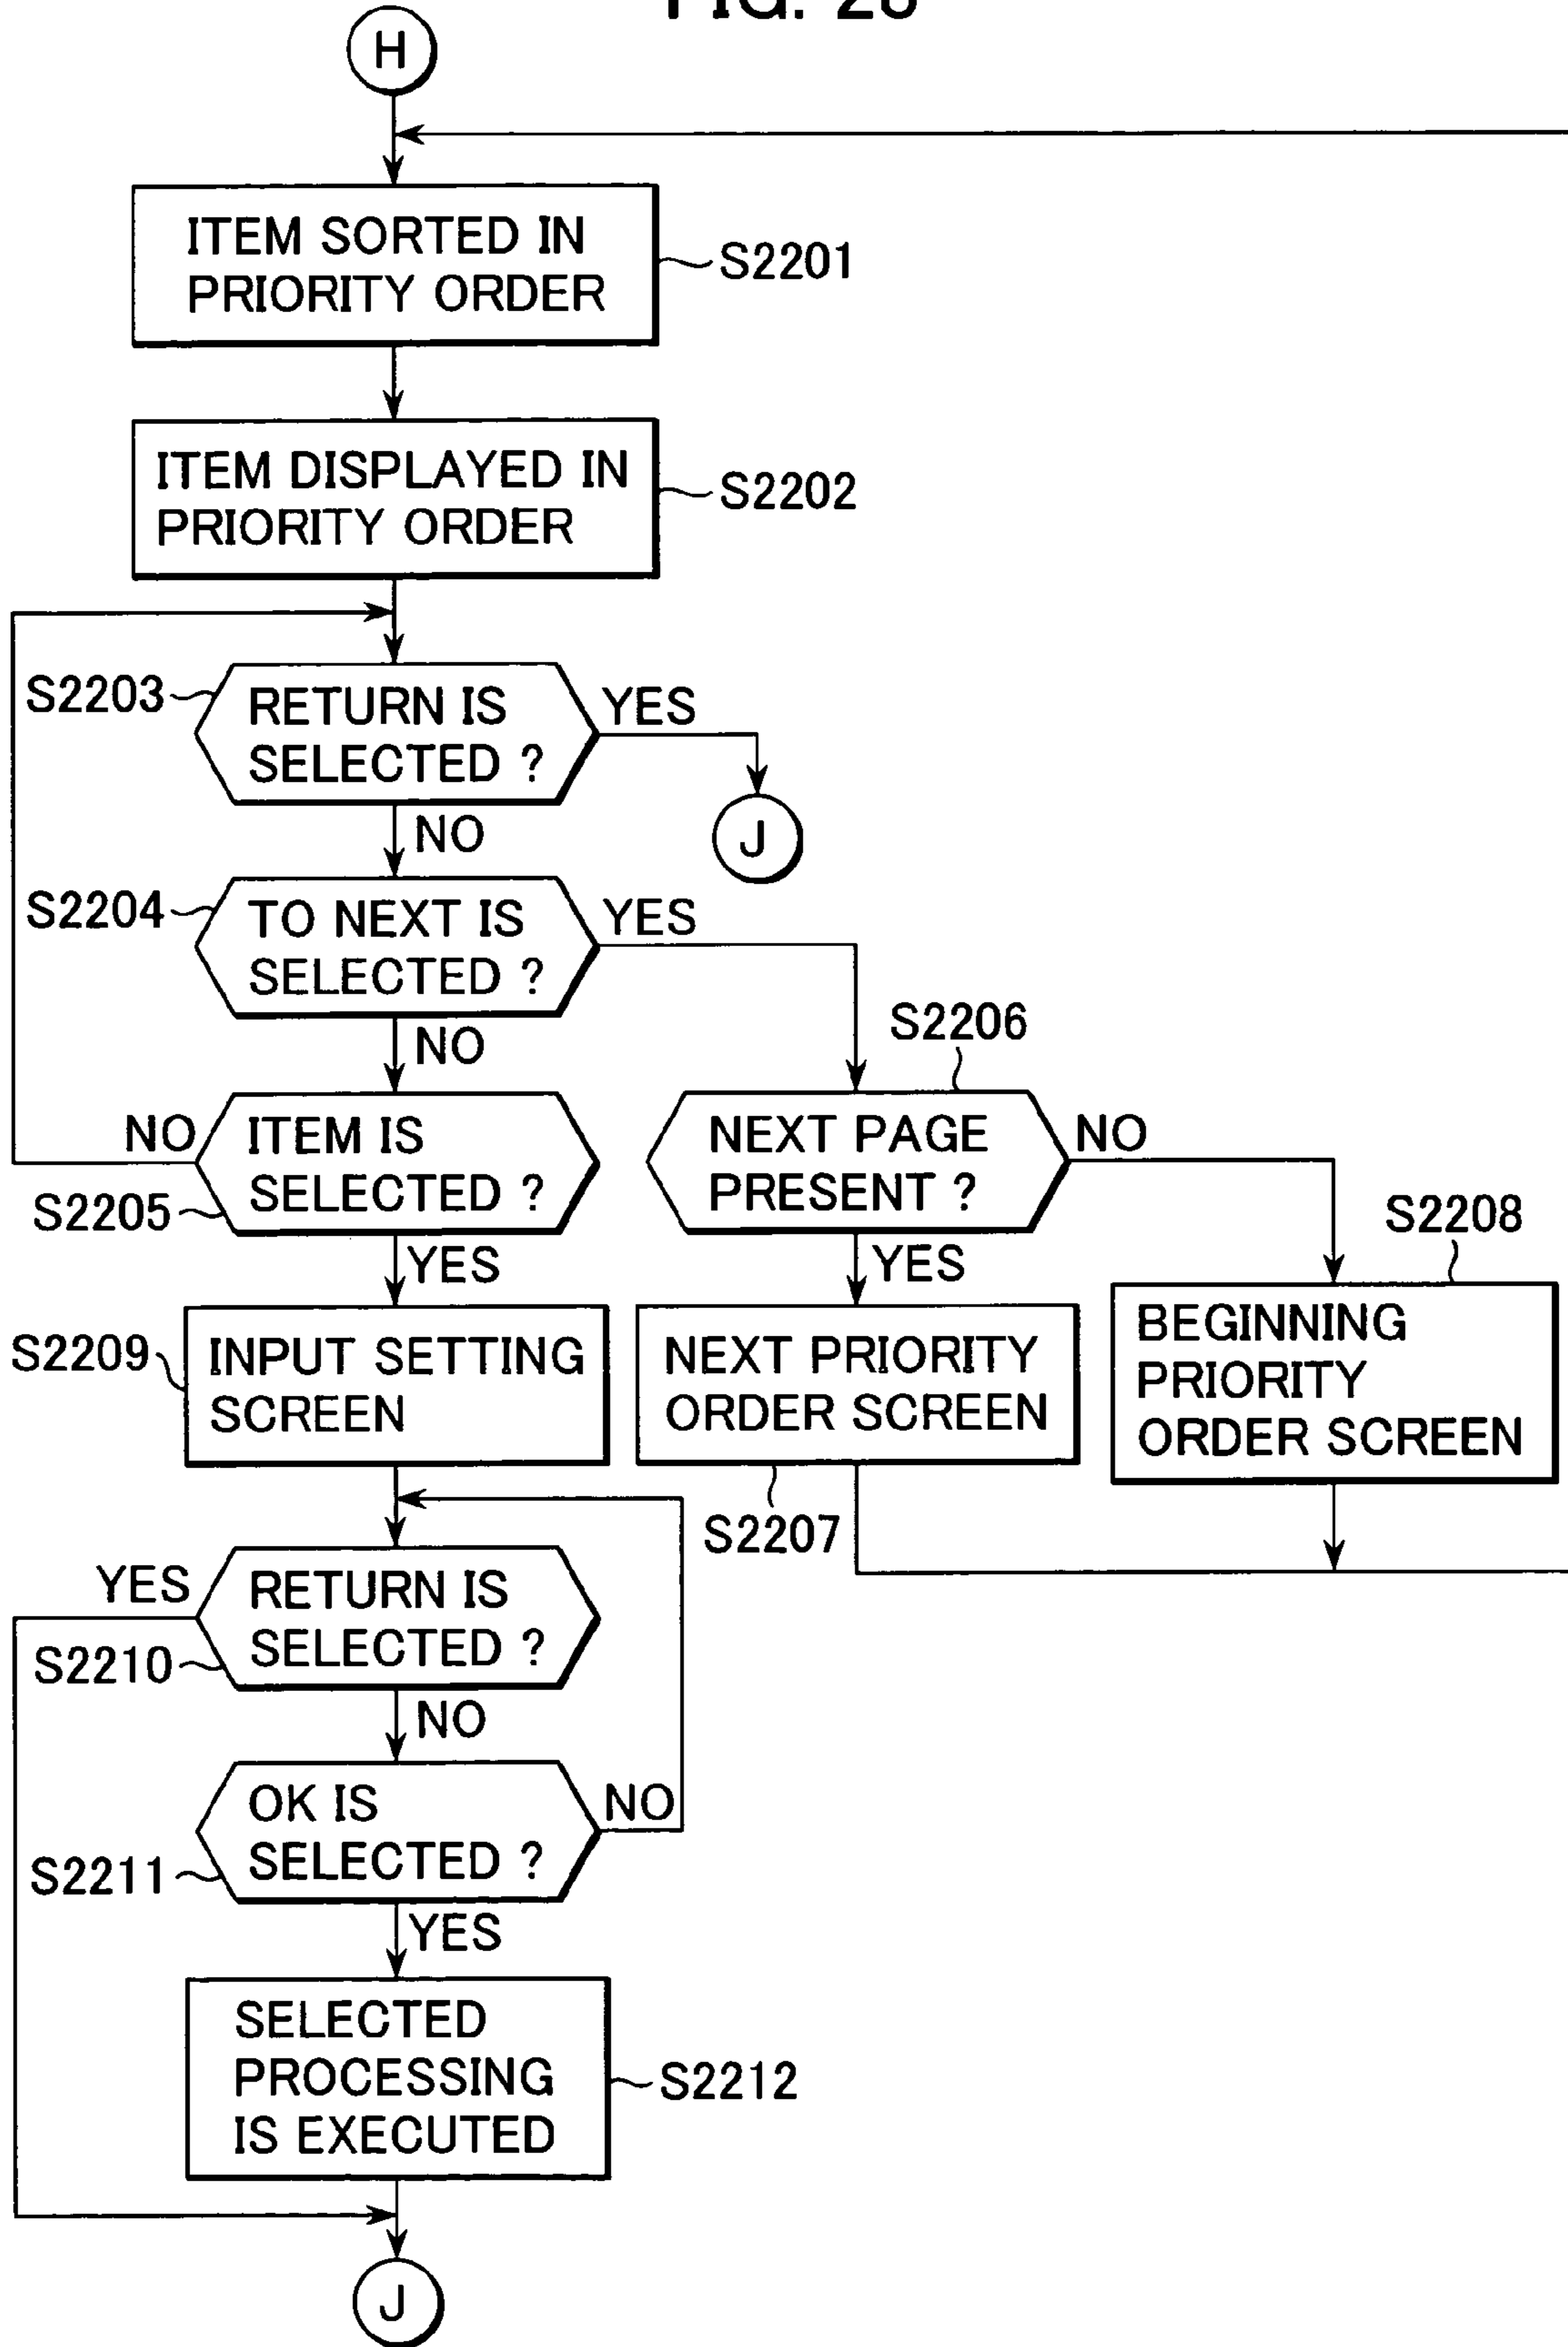 H
ITEM SORTED IN
PRIORITY ORDER
S2201
ITEM DISPLAYED IN
PRIORITY ORDER
S2202
S2203
RETURN IS
SELECTED ?
YES
J
NO
S2204
TO NEXT IS
SELECTED ?
YES
NO
S2206
NO
ITEM IS
SELECTED ?
S2205
NEXT PAGE
PRESENT ?
NO
YES
YES
S2208
S2209
INPUT SETTING
SCREEN
NEXT PRIORITY
ORDER SCREEN
S2207
BEGINNING
PRIORITY
ORDER SCREEN
YES
RETURN IS
SELECTED ?
S2210
NO
OK IS
SELECTED ?
NO
S2211
YES
SELECTED
PROCESSING
IS EXECUTED
S2212
J